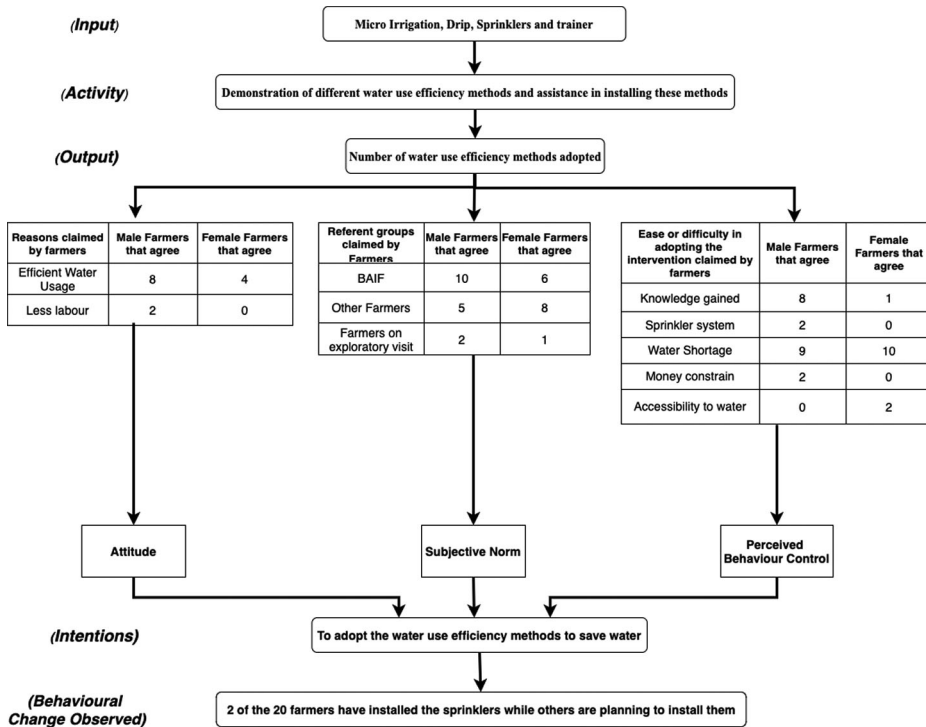 (Input)
Micro Irrigation, Drip, Sprinklers and trainer
(Activity)
Demonstration of different water use efficiency methods and assistance in installing these methods
(Output)
Number of water use efficiency methods adopted
Reasons claimed
by farmers
Male Farmers
that agree
Female Farmers
that agree
Efficient Water
Usage
8
4
Less labour
2
0
Referent groups
claimed by
Farmers
Male Farmers
that agree
Female Farmers
that agree
BAIF
10
6
Other Farmers
5
8
Farmers on
exploratory visit
2
1
Ease or difficulty in
adopting the
intervention claimed by
farmers
Male Farmers
that agree
Female
Farmers that
agree
Knowledge gained
8
1
Sprinkler system
2
0
Water Shortage
9
10
Money constrain
2
0
Accessibility to water
0
2
Attitude
Subjective Norm
Perceived
Behaviour Control
(Intentions)
To adopt the water use efficiency methods to save water
(Behavioural
Change Observed)
2 of the 20 farmers have installed the sprinklers while others are planning to install them